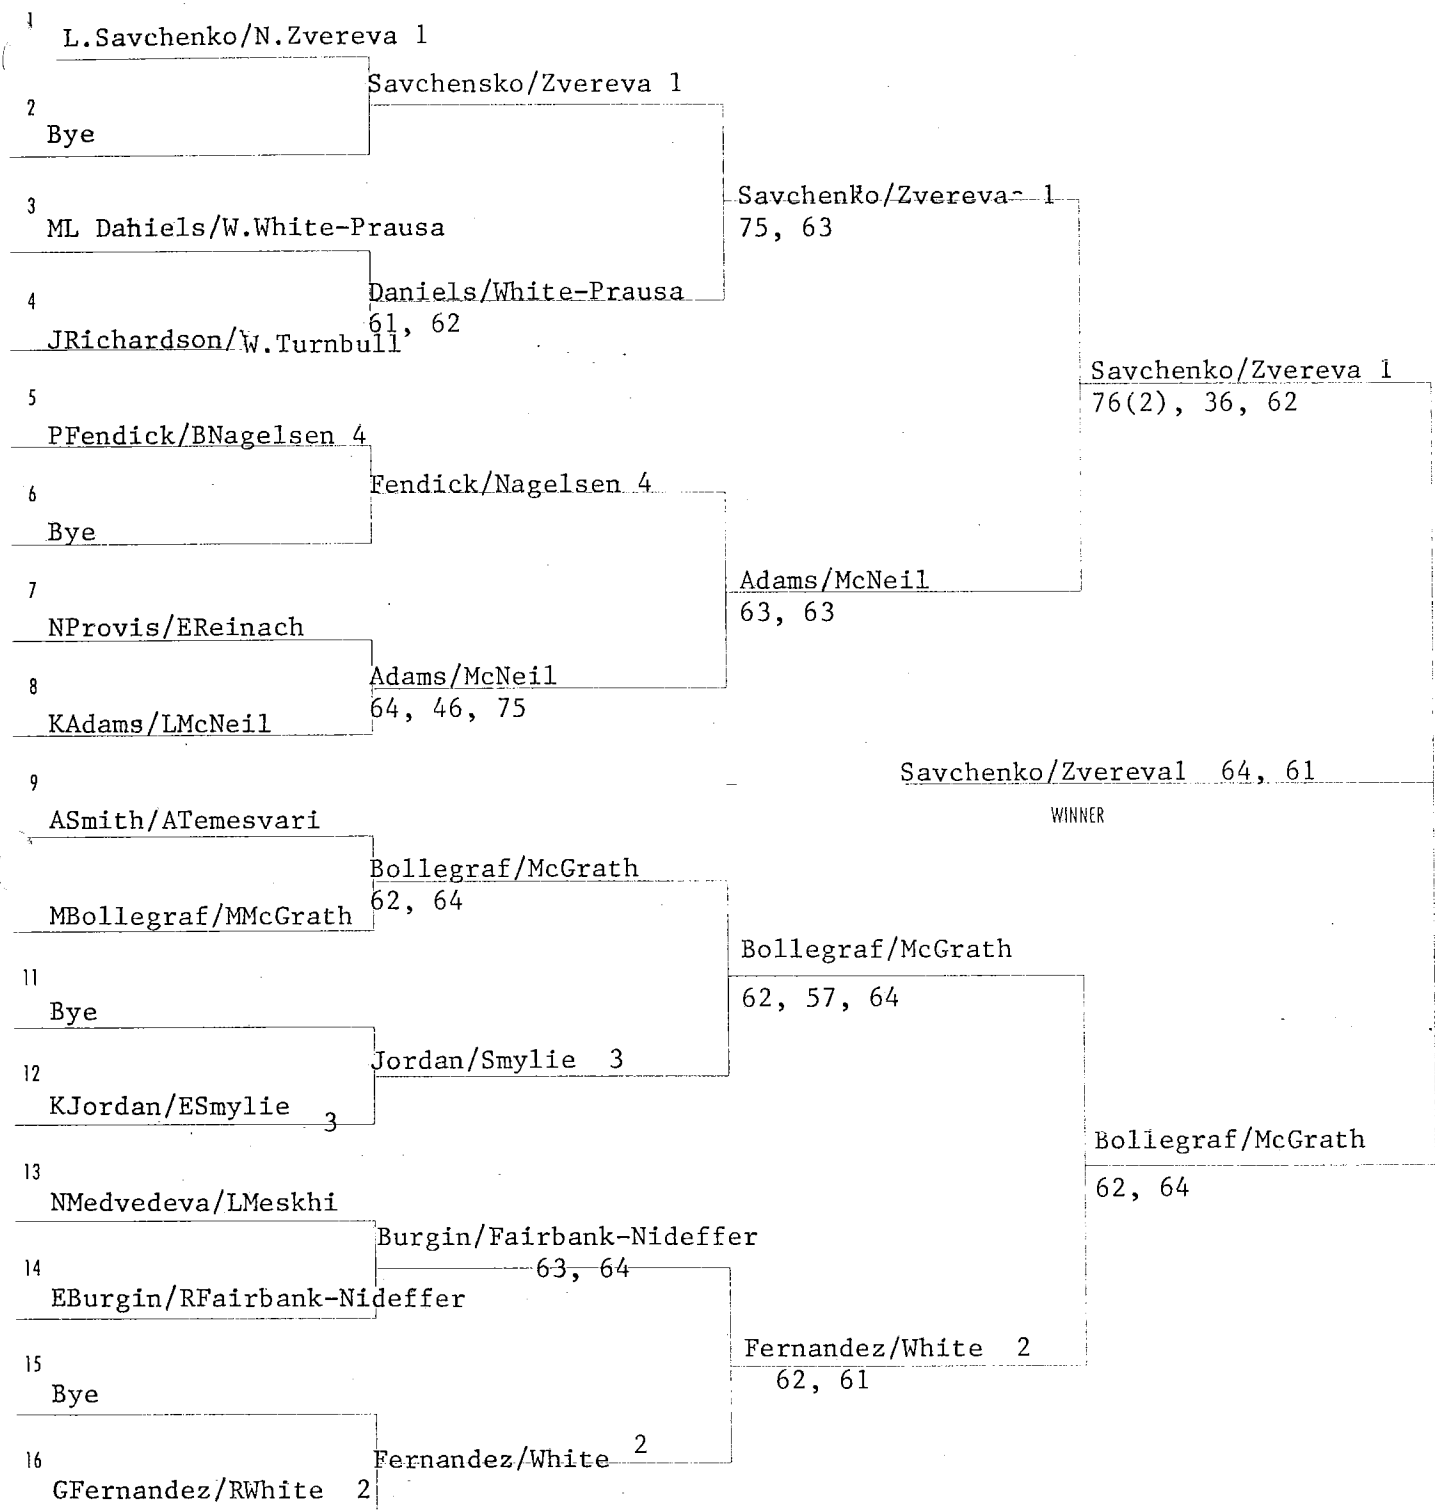 1
L.Savchenko/N.Zvereva 1
2
Bye
3
ML Dahiels/W.White-Prausa
4
JRichardson/W.Turnbull
5
PFendick/BNagelsen 4
6
Bye
7
NProvis/EReinach
8
KAdams/LMcNeil
9
ASmith/ATemesvari
MBollegraf/MMcGrath
11
Bye
12
KJordan/ESmylie 3
13
NMedvedeva/LMeskhi
14
EBurgin/RFairbank-Nideffer
15
Bye
16
GFernandez/RWhite 2
Savchensko/Zvereva 1
Daniels/White-Prausa
61, 62
Fendick/Nagelsen 4
Adams/McNeil
64, 46, 75
Bollegraf/McGrath
62, 64
Jordan/Smylie 3
Burgin/Fairbank-Nideffer
63, 64
Fernandez/White 2
Savchenko/Zvereva 1
75, 63
Adams/McNeil
63, 63
Bollegraf/McGrath
62, 57, 64
Fernandez/White 2
62, 61
Savchenko/Zvereva 1
76(2), 36, 62
Bollegraf/McGrath
62, 64
Savchenko/Zvereva1 64, 61
WINNER